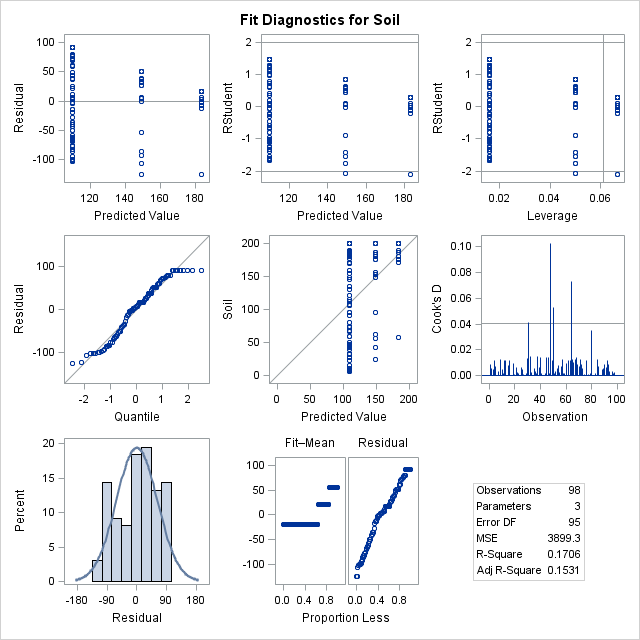 Fit Diagnostics for Soil
Residual
100
50
0
-50
-100
120 140 160 180
Predicted Value
RStudent
2
1
0
-1
-2
120 140 160 180
Predicted Value
RStudent
2
1
0
-1
-2
0.02 0.04 0.06
Leverage
Residual
100
0
-100
-2 -1 0 1 2
Quantile
Soil
200
150
100
50
0
0 50 100 150 200
Predicted Value
Cook's D
0.10
0.08
0.06
0.04
0.02
0.00
0 20 40 60 80 100
Observation
Percent
20
15
10
5
0
-180 -90 0 90 180
Residual
Fit–Mean Residual
100
50
0
-50
-100
0.0 0.4 0.8 0.0 0.4 0.8
Proportion Less
Observations 98
Parameters 3
Error DF 95
MSE 3899.3
R-Square 0.1706
Adj R-Square 0.1531